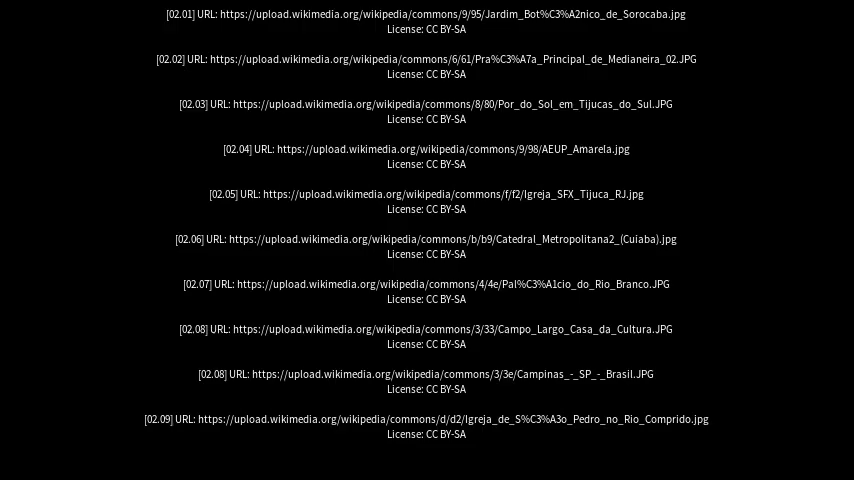 [02.01] URL: https://upload.wikimedia.org/wikipedia/commons/9/95/Jardim_Bot%C3%A2nico_de_Sorocaba.jpg
License: CC BY-SA
[02.02] URL: https://upload.wikimedia.org/wikipedia/commons/6/61/Pra%C3%A7a_Principal_de_Medianeira_02.JPG
License: CC BY-SA
[02.03] URL: https://upload.wikimedia.org/wikipedia/commons/8/80/Por_do_Sol_em_Tijucas_do_Sul.JPG
License: CC BY-SA
[02.04] URL: https://upload.wikimedia.org/wikipedia/commons/9/98/AEUP_Amarela.jpg
License: CC BY-SA
[02.05] URL: https://upload.wikimedia.org/wikipedia/commons/f/f2/Igreja_SFX_Tijuca_RJ.jpg
License: CC BY-SA
[02.06] URL: https://upload.wikimedia.org/wikipedia/commons/b/b9/Catedral_Metropolitana2_(Cuiaba).jpg
License: CC BY-SA
[02.07] URL: https://upload.wikimedia.org/wikipedia/commons/4/4e/Pal%C3%A1cio_do_Rio_Branco.JPG
License: CC BY-SA
[02.08] URL: https://upload.wikimedia.org/wikipedia/commons/3/33/Campo_Largo_Casa_da_Cultura.JPG
License: CC BY-SA
[02.08] URL: https://upload.wikimedia.org/wikipedia/commons/3/3e/Campinas_-_SP_-_Brasil.JPG
License: CC BY-SA
[02.09] URL: https://upload.wikimedia.org/wikipedia/commons/d/d2/Igreja_de_S%C3%A3o_Pedro_no_Rio_Comprido.jpg
License: CC BY-SA